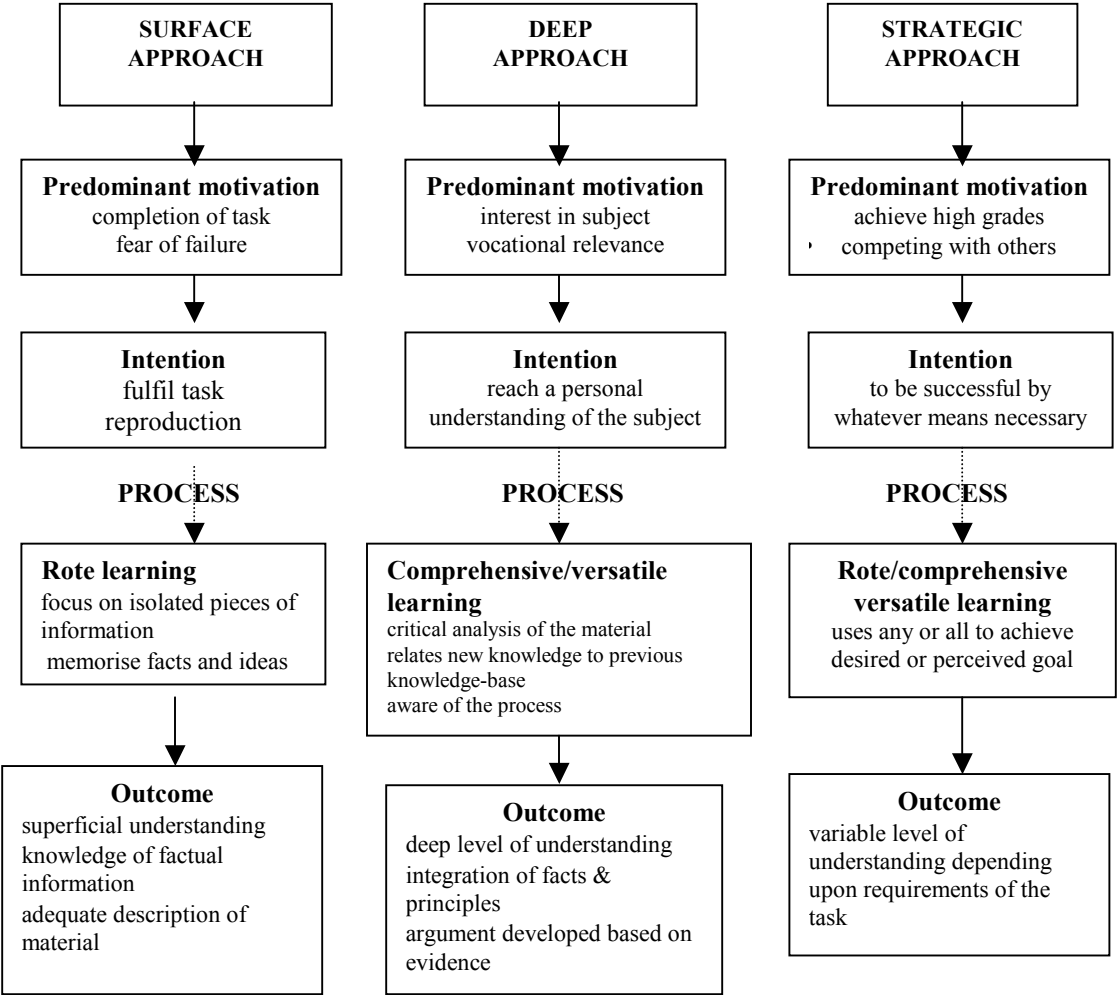 SURFACE
APPROACH
Predominant motivation
completion of task
fear of failure
Intention
fulfil task
reproduction
PROCESS
Rote learning
focus on isolated pieces of
information
memorise facts and ideas
Outcome
superficial understanding
knowledge of factual
information
adequate description of
material
DEEP
APPROACH
Predominant motivation
interest in subject
vocational relevance
Intention
reach a personal
understanding of the subject
PROCESS
Comprehensive/versatile
learning
critical analysis of the material
relates new knowledge to previous
knowledge-base
aware of the process
Outcome
deep level of understanding
integration of facts &
principles
argument developed based on
evidence
STRATEGIC
APPROACH
Predominant motivation
achieve high grades
competing with others
Intention
to be successful by
whatever means necessary
PROCESS
Rote/comprehensive
versatile learning
uses any or all to achieve
desired or perceived goal
Outcome
variable level of
understanding depending
upon requirements of the
task